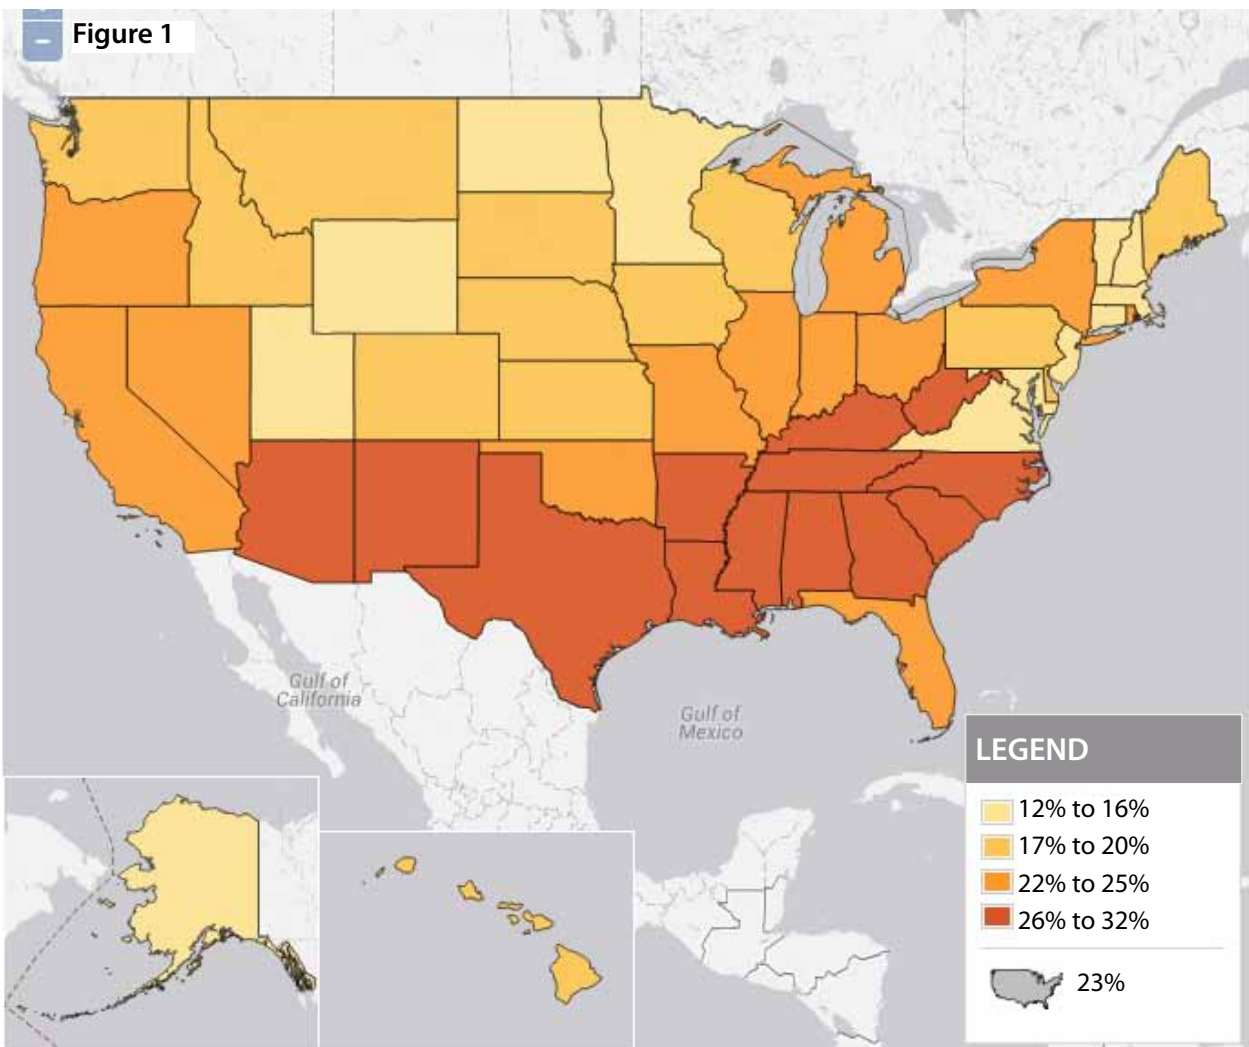 Figure 1
Gulf of
California
Gulf of
Mexico
LEGEND
12% to 16%
17% to 20%
22% to 25%
26% to 32%
23%